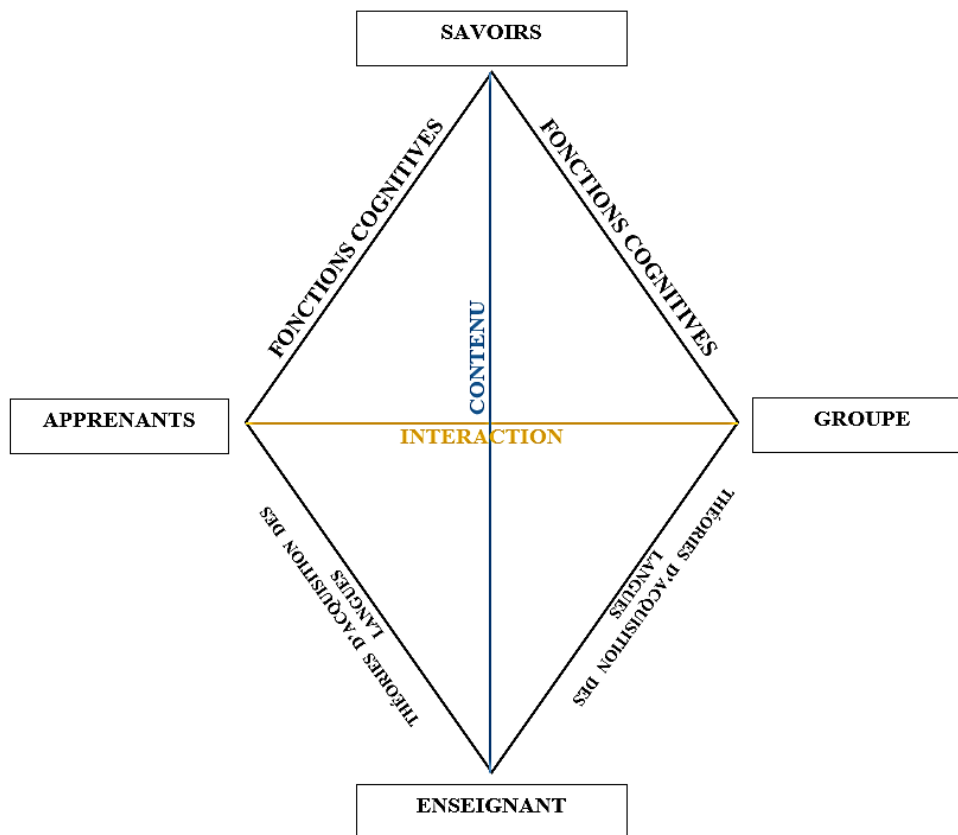 SAVOIRS
FONCTIONS COGNITIVES
FONCTIONS COGNITIVES
CONTENU
APPRENANTS
GROUPE
INTERACTION
THÉORIES D'ACQUISITION DES
LANGUES
THÉORIES D'ACQUISITION DES
LANGUES
ENSEIGNANT